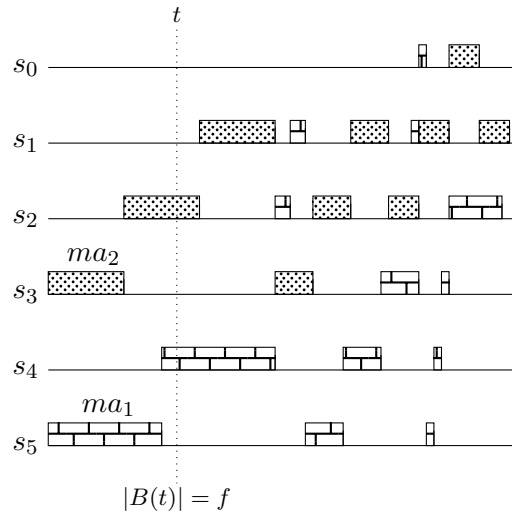 t
s₀
s₁
s₂
ma₂
s₃
s₄
ma₁
s₅
|B(t)| = f